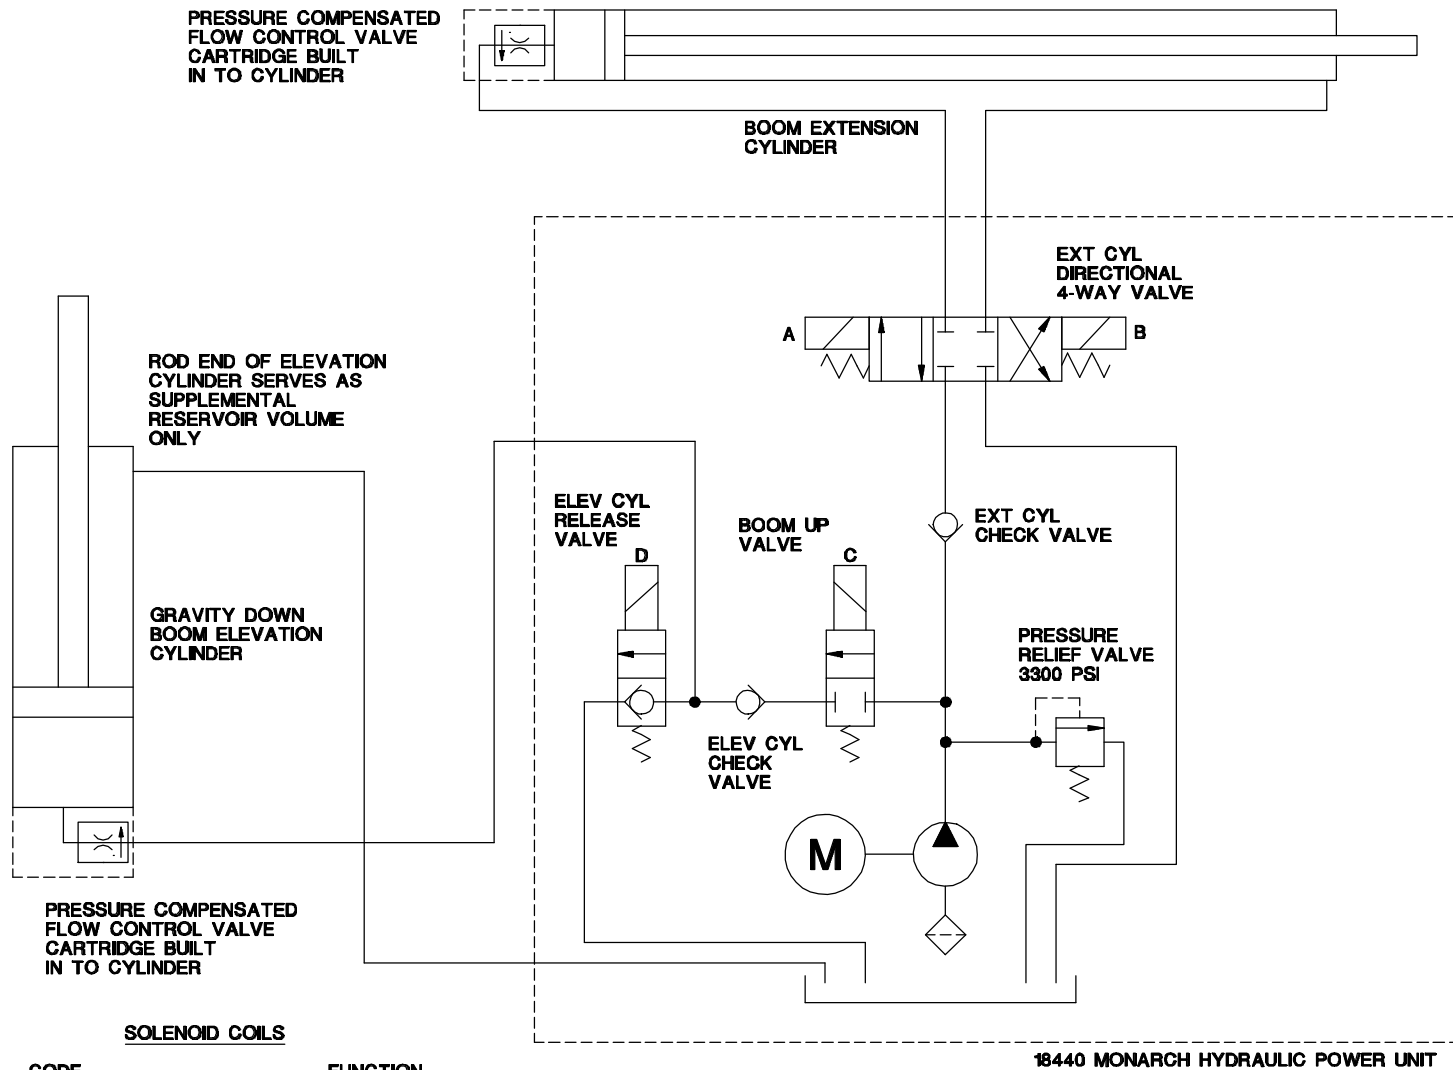 PRESSURE COMPENSATED
FLOW CONTROL VALVE
CARTRIDGE BUILT
IN TO CYLINDER
BOOM EXTENSION
CYLINDER
EXT CYL
DIRECTIONAL
4-WAY VALVE
A
B
ROD END OF ELEVATION
CYLINDER SERVES AS
SUPPLEMENTAL
RESERVOIR VOLUME
ONLY
ELEV CYL
RELEASE
VALVE
D
BOOM UP
VALVE
C
EXT CYL
CHECK VALVE
GRAVITY DOWN
BOOM ELEVATION
CYLINDER
PRESSURE
RELIEF VALVE
3300 PSI
ELEV CYL
CHECK
VALVE
M
PRESSURE COMPENSATED
FLOW CONTROL VALVE
CARTRIDGE BUILT
IN TO CYLINDER
SOLENOID COILS
CODE FUNCTION
18440 MONARCH HYDRAULIC POWER UNIT